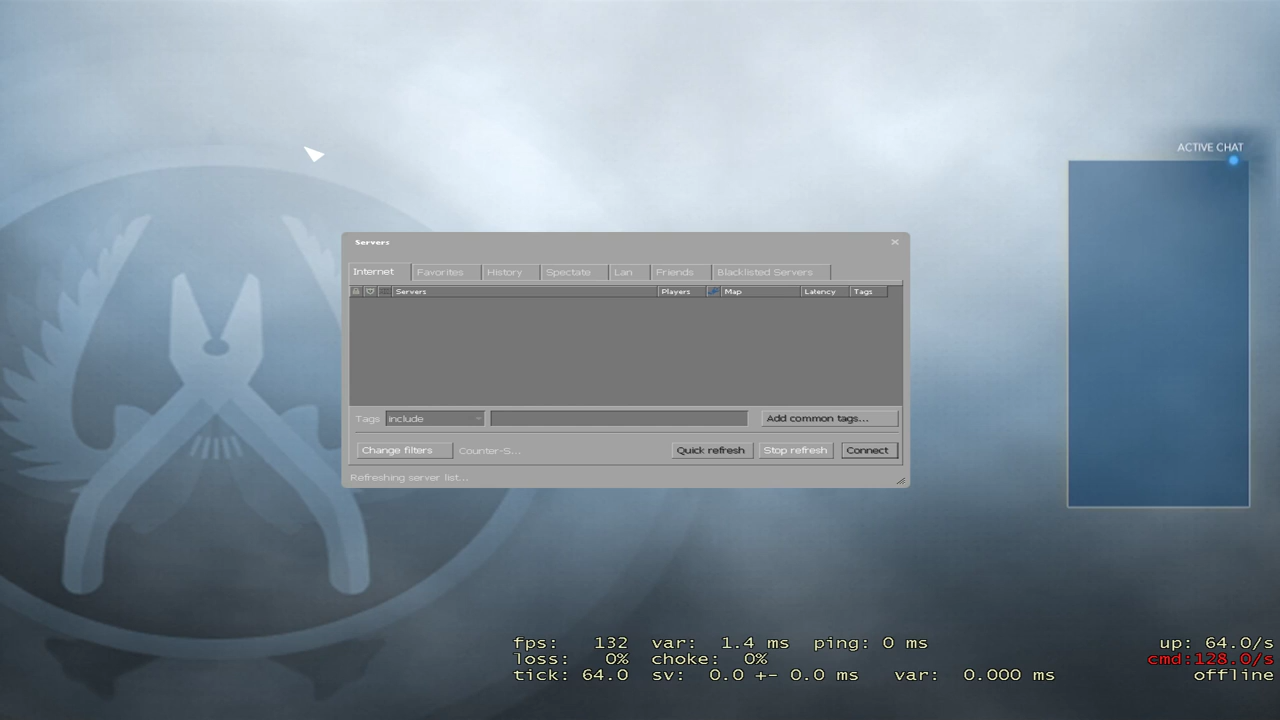 ACTIVE CHAT
Servers
Internet Favorites History Spectate Lan Friends Blacklisted Servers
Servers Players Map Latency Tags
Tags include Add common tags...
Change filters Counter-S... Quick refresh Stop refresh Connect
Refreshing server list...
fps: 132 var: 1.4 ms ping: 0 ms up: 64.0/s
loss: 0% choke: 0% cmd:128.0/s
tick: 64.0 sv: 0.0 +- 0.0 ms var: 0.000 ms offline